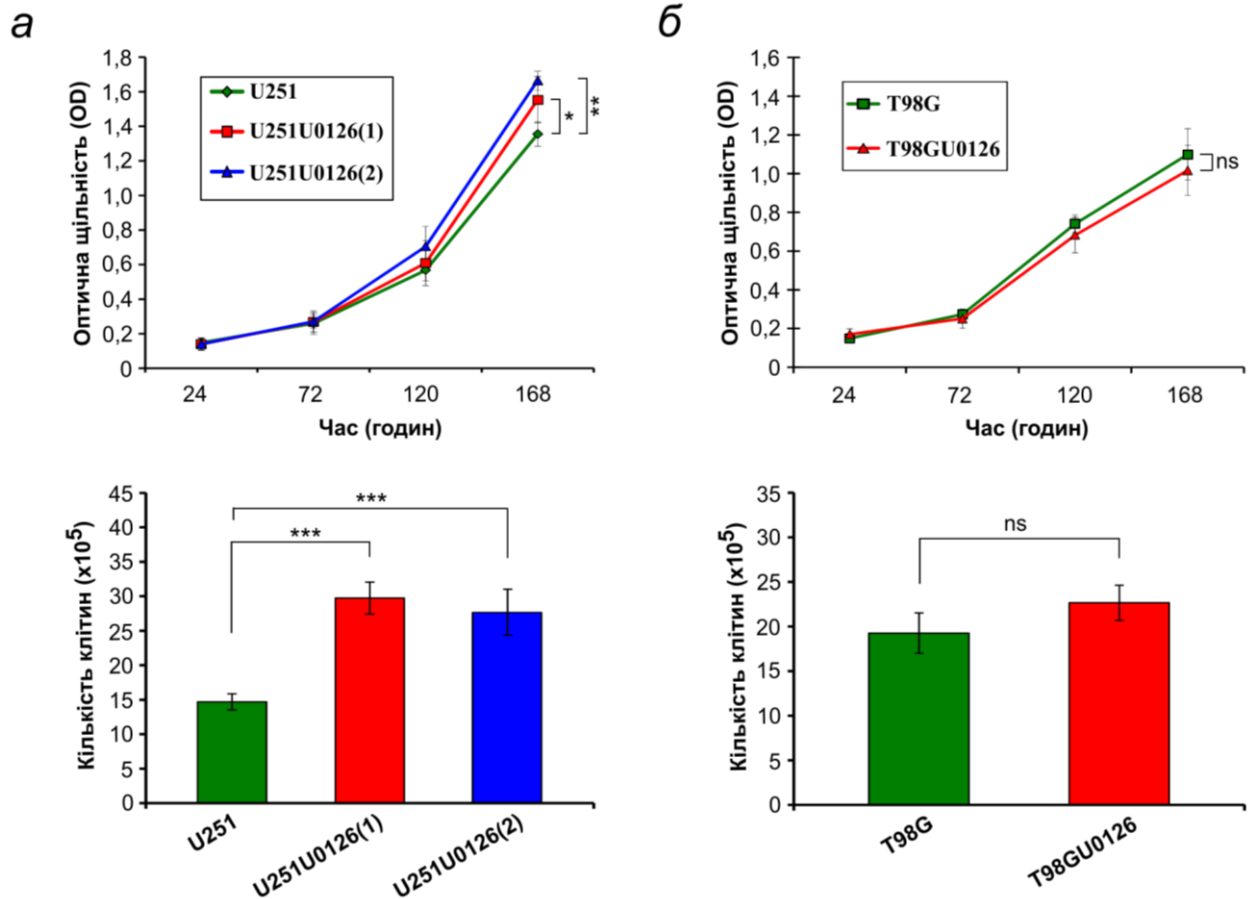 а
1,8
1,6
1,4
1,2
1,0
0,8
0,6
0,4
0,2
0
Оптична щільність (OD)
U251
U251U0126(1)
U251U0126(2)
*
**
24 72 120 168
Час (годин)
б
1,6
1,4
1,2
1,0
0,8
0,6
0,4
0,2
0
Оптична щільність (OD)
T98G
T98GU0126
ns
24 72 120 168
Час (годин)
45
40
35
30
25
20
15
10
5
0
Кількість клітин (x10⁵)
***
***
U251
U251U0126(1)
U251U0126(2)
35
30
25
20
15
10
5
0
Кількість клітин (x10⁵)
ns
T98G
T98GU0126